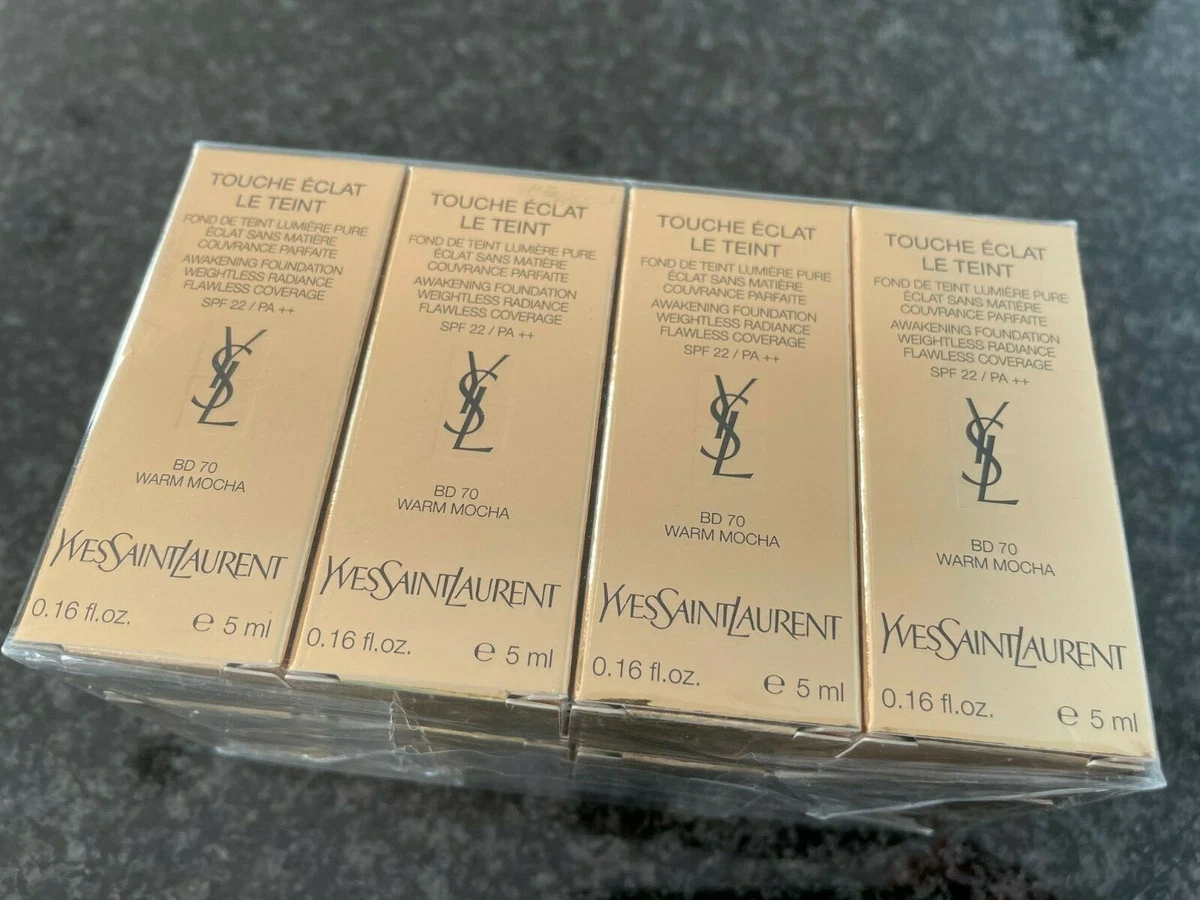 TOUCHE ÉCLAT
LE TEINT
FOND DE TEINT LUMIÈRE PURE
ÉCLAT SANS MATIÈRE
COUVRANCE PARFAITE
AWAKENING FOUNDATION
WEIGHTLESS RADIANCE
FLAWLESS COVERAGE
SPF 22 / PA ++
YSL
BD 70
WARM MOCHA
YVESSAINTLAURENT
0.16 fl.oz. ℮ 5 ml
TOUCHE ÉCLAT
LE TEINT
FOND DE TEINT LUMIÈRE PURE
ÉCLAT SANS MATIÈRE
COUVRANCE PARFAITE
AWAKENING FOUNDATION
WEIGHTLESS RADIANCE
FLAWLESS COVERAGE
SPF 22 / PA ++
YSL
BD 70
WARM MOCHA
YVESSAINTLAURENT
0.16 fl.oz. ℮ 5 ml
TOUCHE ÉCLAT
LE TEINT
FOND DE TEINT LUMIÈRE PURE
ÉCLAT SANS MATIÈRE
COUVRANCE PARFAITE
AWAKENING FOUNDATION
WEIGHTLESS RADIANCE
FLAWLESS COVERAGE
SPF 22 / PA ++
YSL
BD 70
WARM MOCHA
YVESSAINTLAURENT
0.16 fl.oz. ℮ 5 ml
TOUCHE ÉCLAT
LE TEINT
FOND DE TEINT LUMIÈRE PURE
ÉCLAT SANS MATIÈRE
COUVRANCE PARFAITE
AWAKENING FOUNDATION
WEIGHTLESS RADIANCE
FLAWLESS COVERAGE
SPF 22 / PA ++
YSL
BD 70
WARM MOCHA
YVESSAINTLAURENT
0.16 fl.oz. ℮ 5 ml